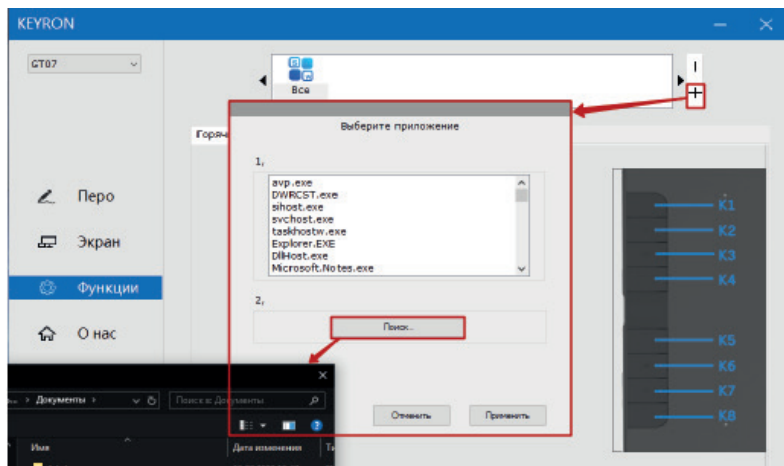 KEYRON
GT07
Все
Горяч
Выберите приложение
1,
avp.exe
DWRCST.exe
sihost.exe
svchost.exe
taskhostw.exe
Explorer.EXE
DllHost.exe
Microsoft.Notes.exe
2,
Поиск..
Отменить
Применить
Перо
Экран
Функции
О нас
K1
K2
K3
K4
K5
K6
K7
K8
Документы
Поиск в: Документы
Имя
Дата изменения
Ти